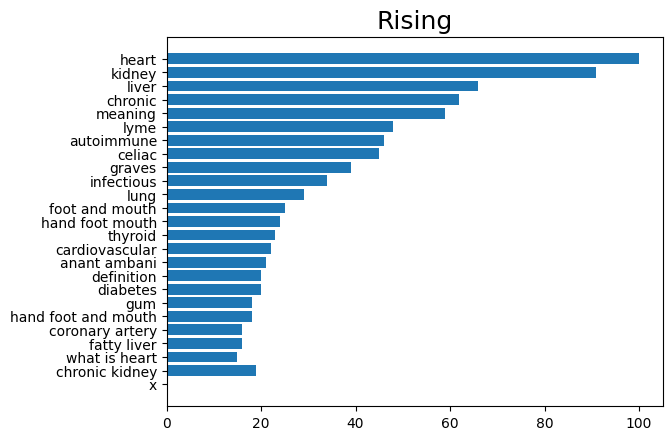 Rising
heart
kidney
liver
chronic
meaning
lyme
autoimmune
celiac
graves
infectious
lung
foot and mouth
hand foot mouth
thyroid
cardiovascular
anant ambani
definition
diabetes
gum
hand foot and mouth
coronary artery
fatty liver
what is heart
chronic kidney
x
0 20 40 60 80 100